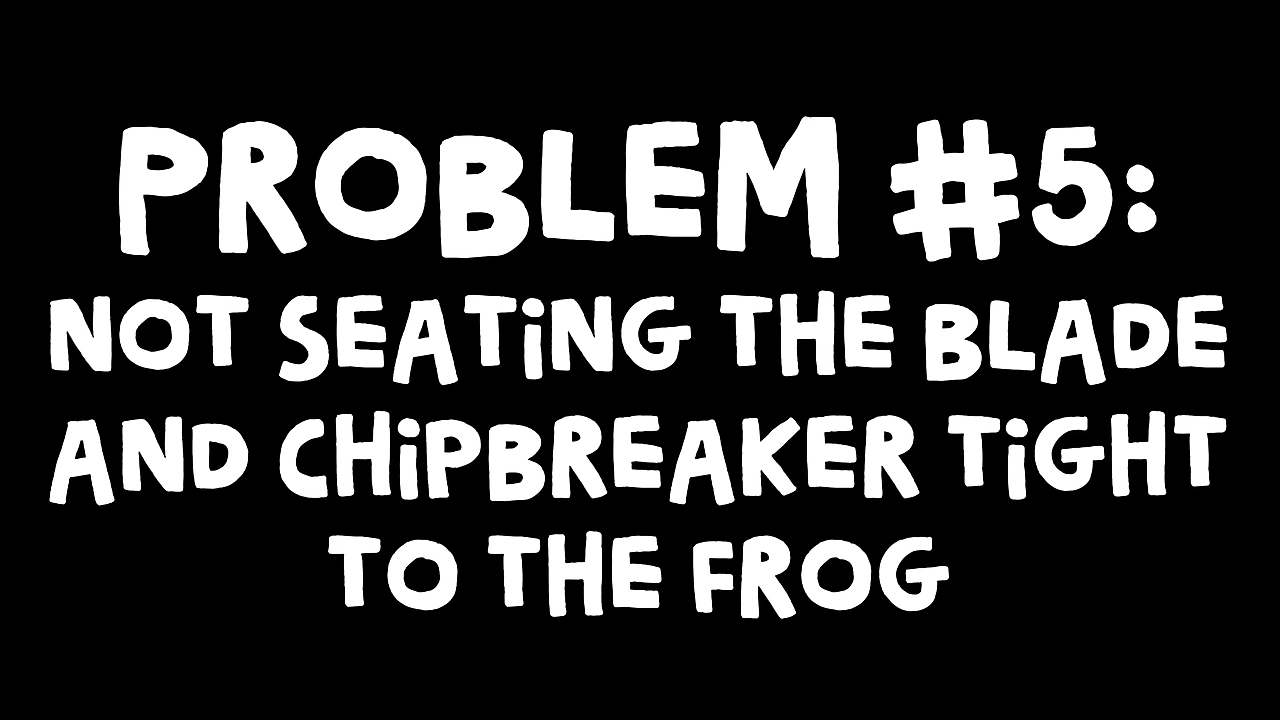 PROBLEM #5:
NOT SEATING THE BLADE
AND CHIPBREAKER TIGHT
TO THE FROG